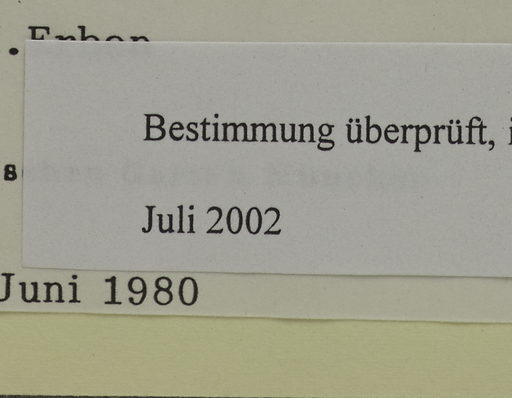 Bestimmung überprüft,
Juli 2002
Juni 1980